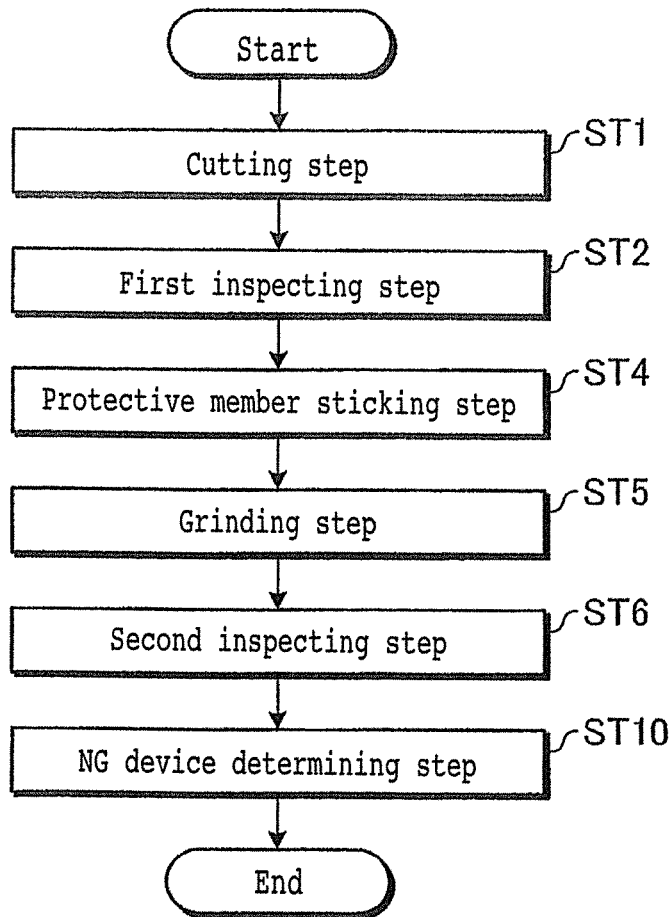 Start
ST1
Cutting step
ST2
First inspecting step
ST4
Protective member sticking step
ST5
Grinding step
ST6
Second inspecting step
ST10
NG device determining step
End